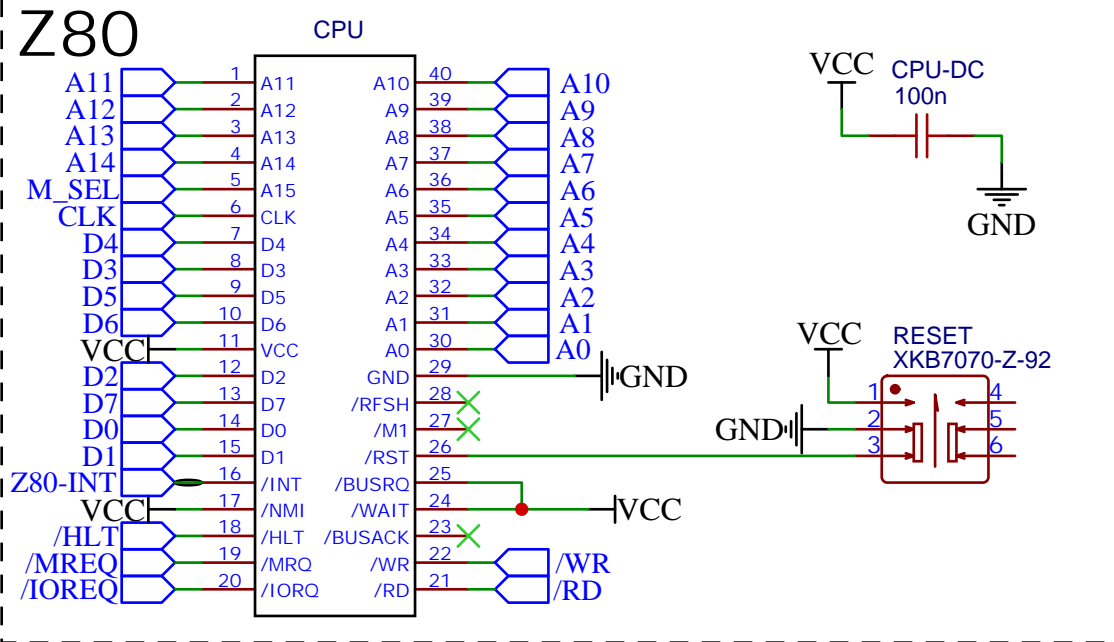 Z80
CPU
A11 1 A11 A10 40 A10
A12 2 A12 A9 39 A9
A13 3 A13 A8 38 A8
A14 4 A14 A7 37 A7
M_SEL 5 A15 A6 36 A6
CLK 6 CLK A5 35 A5
D4 7 D4 A4 34 A4
D3 8 D3 A3 33 A3
D5 9 D5 A2 32 A2
D6 10 D6 A1 31 A1
VCC 11 VCC A0 30 A0
D2 12 D2 GND 29 GND
D7 13 D7 /RFSH 28
D0 14 D0 /M1 27
D1 15 D1 /RST 26
Z80-INT 16 /INT /BUSRQ 25
VCC 17 /NMI /WAIT 24 VCC
/HLT 18 /HLT /BUSACK 23
/MREQ 19 /MRQ /WR 22 /WR
/IOREQ 20 /IORQ /RD 21 /RD
VCC CPU-DC
100n
GND
VCC RESET
XKB7070-Z-92
1 4
GND 2 5
3 6